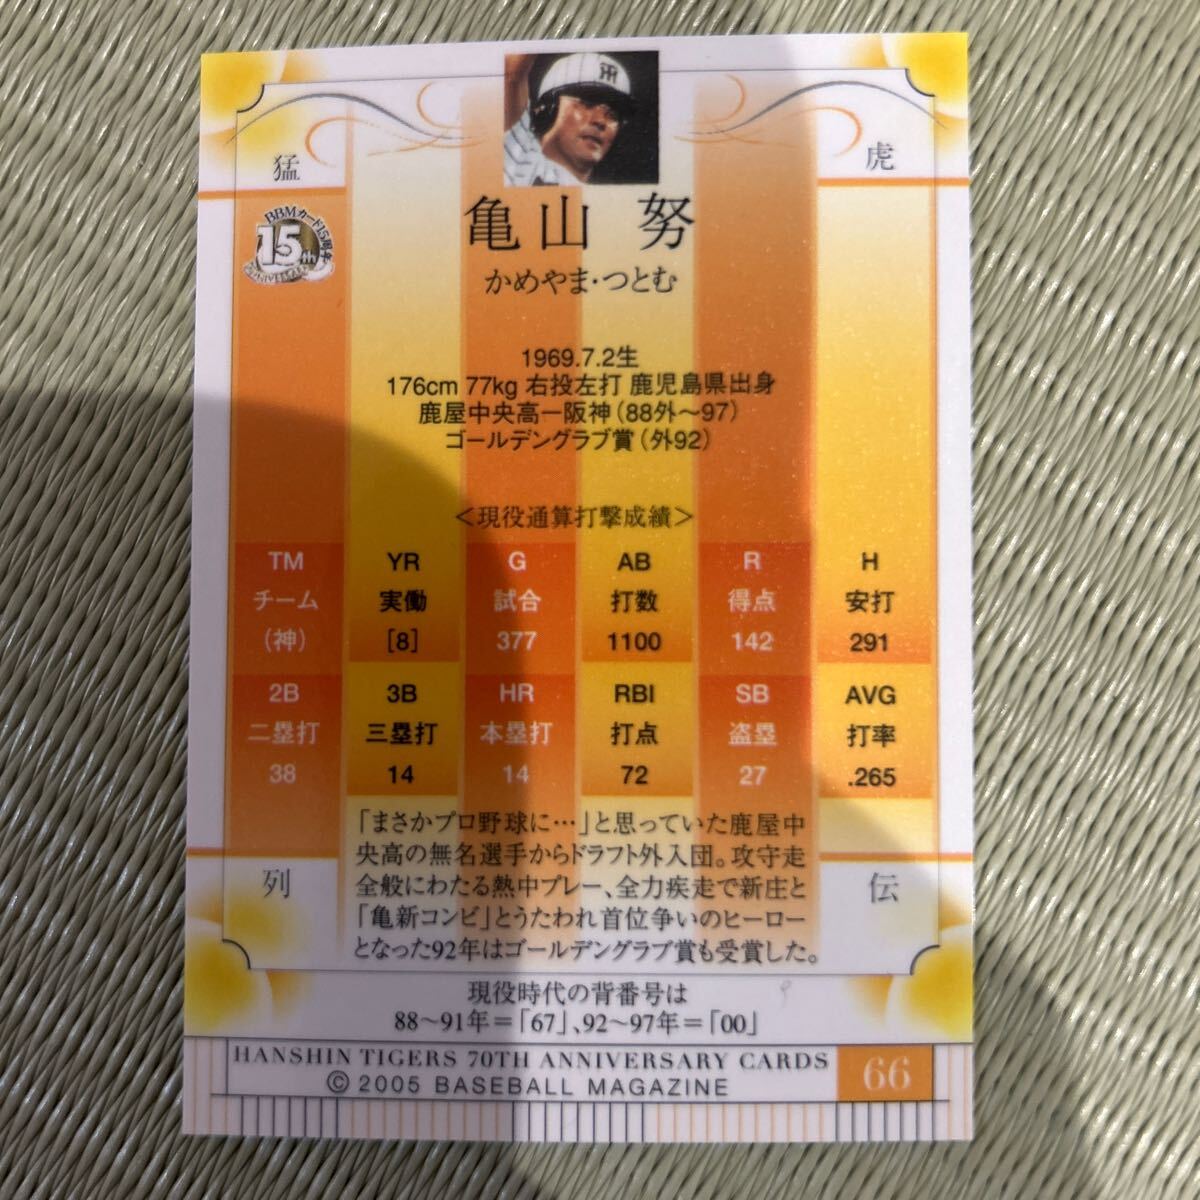 猛
虎
BBMカード15周年
15th
ANNIVERSARY
亀山 努
かめやま・つとむ
1969.7.2生
176cm 77kg 右投左打 鹿児島県出身
鹿屋中央高ー阪神(88外〜97)
ゴールデングラブ賞(外92)
＜現役通算打撃成績＞
TM YR G AB R H
チーム 実働 試合 打数 得点 安打
(神) [8] 377 1100 142 291
2B 3B HR RBI SB AVG
二塁打 三塁打 本塁打 打点 盗塁 打率
38 14 14 72 27 .265
「まさかプロ野球に…」と思っていた鹿屋中
央高の無名選手からドラフト外入団。攻守走
全般にわたる熱中プレー、全力疾走で新庄と
「亀新コンビ」とうたわれ首位争いのヒーロー
となった92年はゴールデングラブ賞も受賞した。
列
伝
現役時代の背番号は
88〜91年＝「67」、92〜97年＝「00」
HANSHIN TIGERS 70TH ANNIVERSARY CARDS
© 2005 BASEBALL MAGAZINE
66